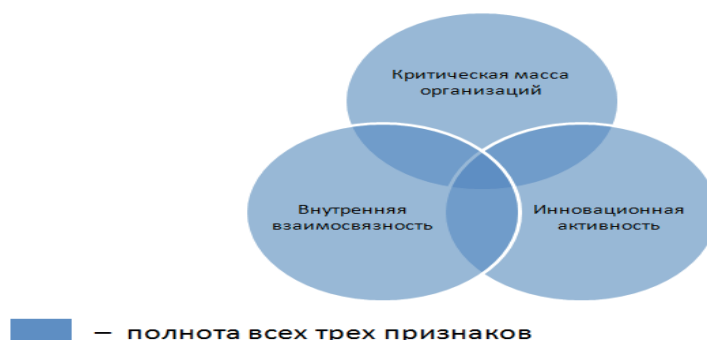 Критическая масса
организаций
Внутренняя
взаимосвязность
Инновационная
активность
– полнота всех трех признаков